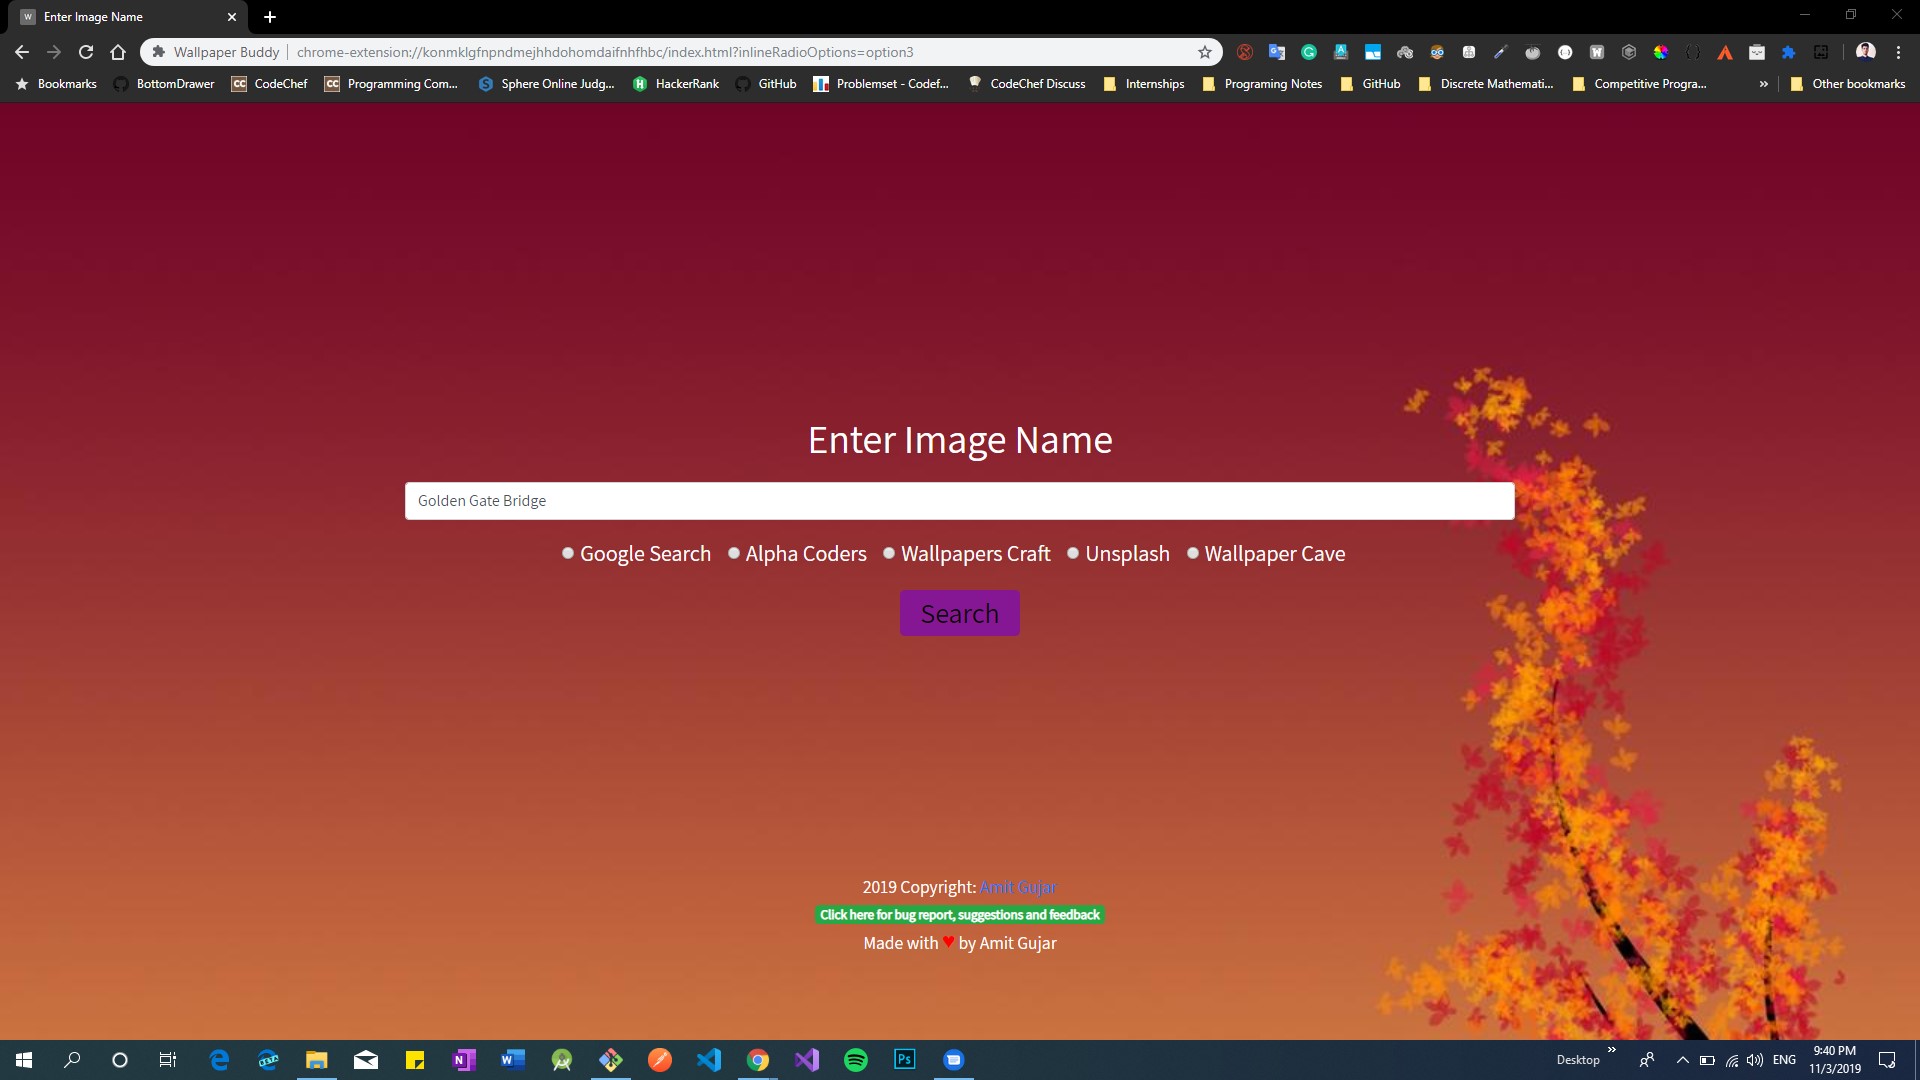 W Enter Image Name
Wallpaper Buddy chrome-extension://konmklgfnpndmejhhdohomdaifnhfhbc/index.html?inlineRadioOptions=option3
Bookmarks BottomDrawer CC CodeChef CC Programming Com... S Sphere Online Judg... HackerRank GitHub Problemset - Codef... CodeChef Discuss Internships Programing Notes GitHub Discrete Mathemati... Competitive Progra... » Other bookmarks
Enter Image Name
Golden Gate Bridge
Google Search Alpha Coders Wallpapers Craft Unsplash Wallpaper Cave
Search
2019 Copyright: Amit Gujar
Click here for bug report, suggestions and feedback
Made with ♥ by Amit Gujar
BETA N W Ps Desktop » ENG 9:40 PM
11/3/2019